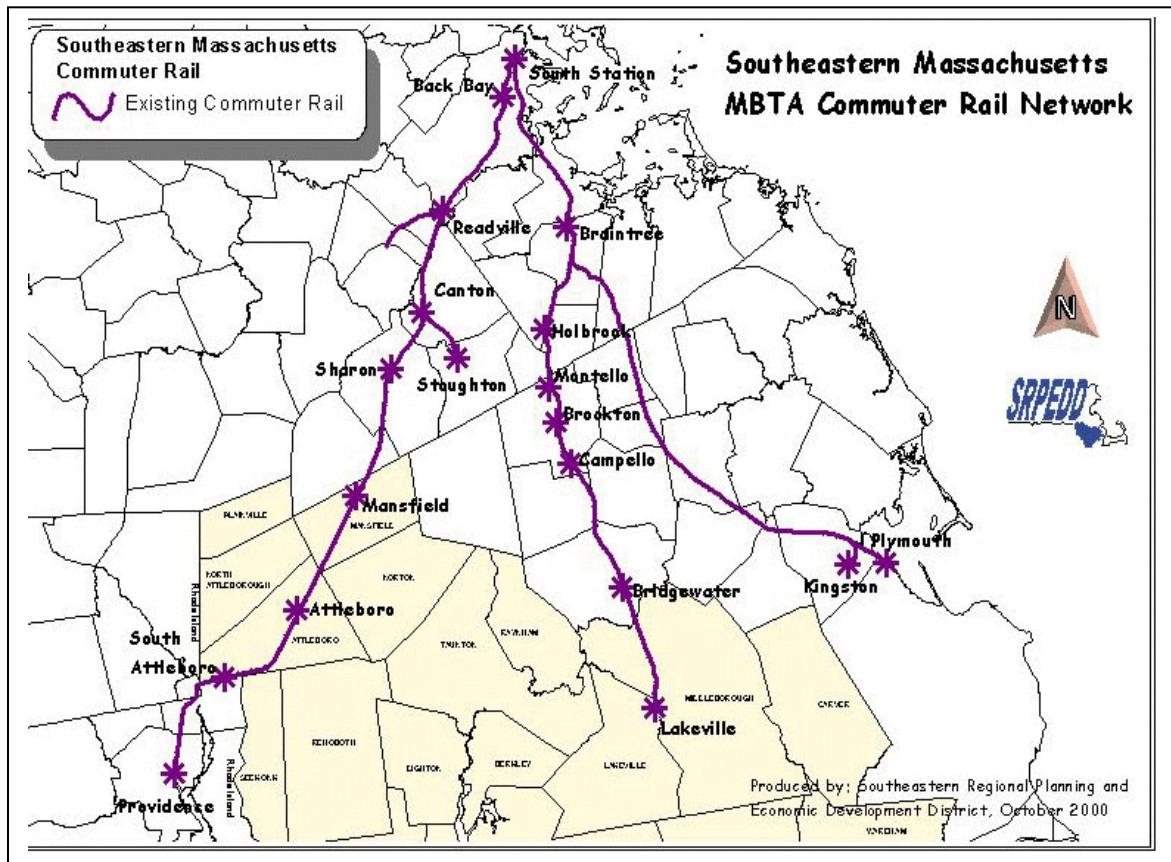 Southeastern Massachusetts
Commuter Rail
Existing Commuter Rail
Southeastern Massachusetts
MBTA Commuter Rail Network
South Station
Back Bay
Readville
Braintree
Canton
Holbrook
Sharon
Stoughton
Montello
Brookton
Campello
N
SRPEDD
Mansfield
PLAINVILLE
MANSFIELD
Plymouth
Kingston
NORTH
ATTLEBOROUGH
NORTON
Rhode Island
Bridgewater
Attleboro
ATTLEBORO
TAUNTON
RAYNHAM
South
Attleboro
MIDDLEBOROUGH
CARVER
Lakeville
REHOBOTH
SEEKONK
DIGHTON
BERKLEY
LAKEVILLE
Rhode Island
Providence
Produced by: Southeastern Regional Planning and
Economic Development District, October 2000
WAREHAM